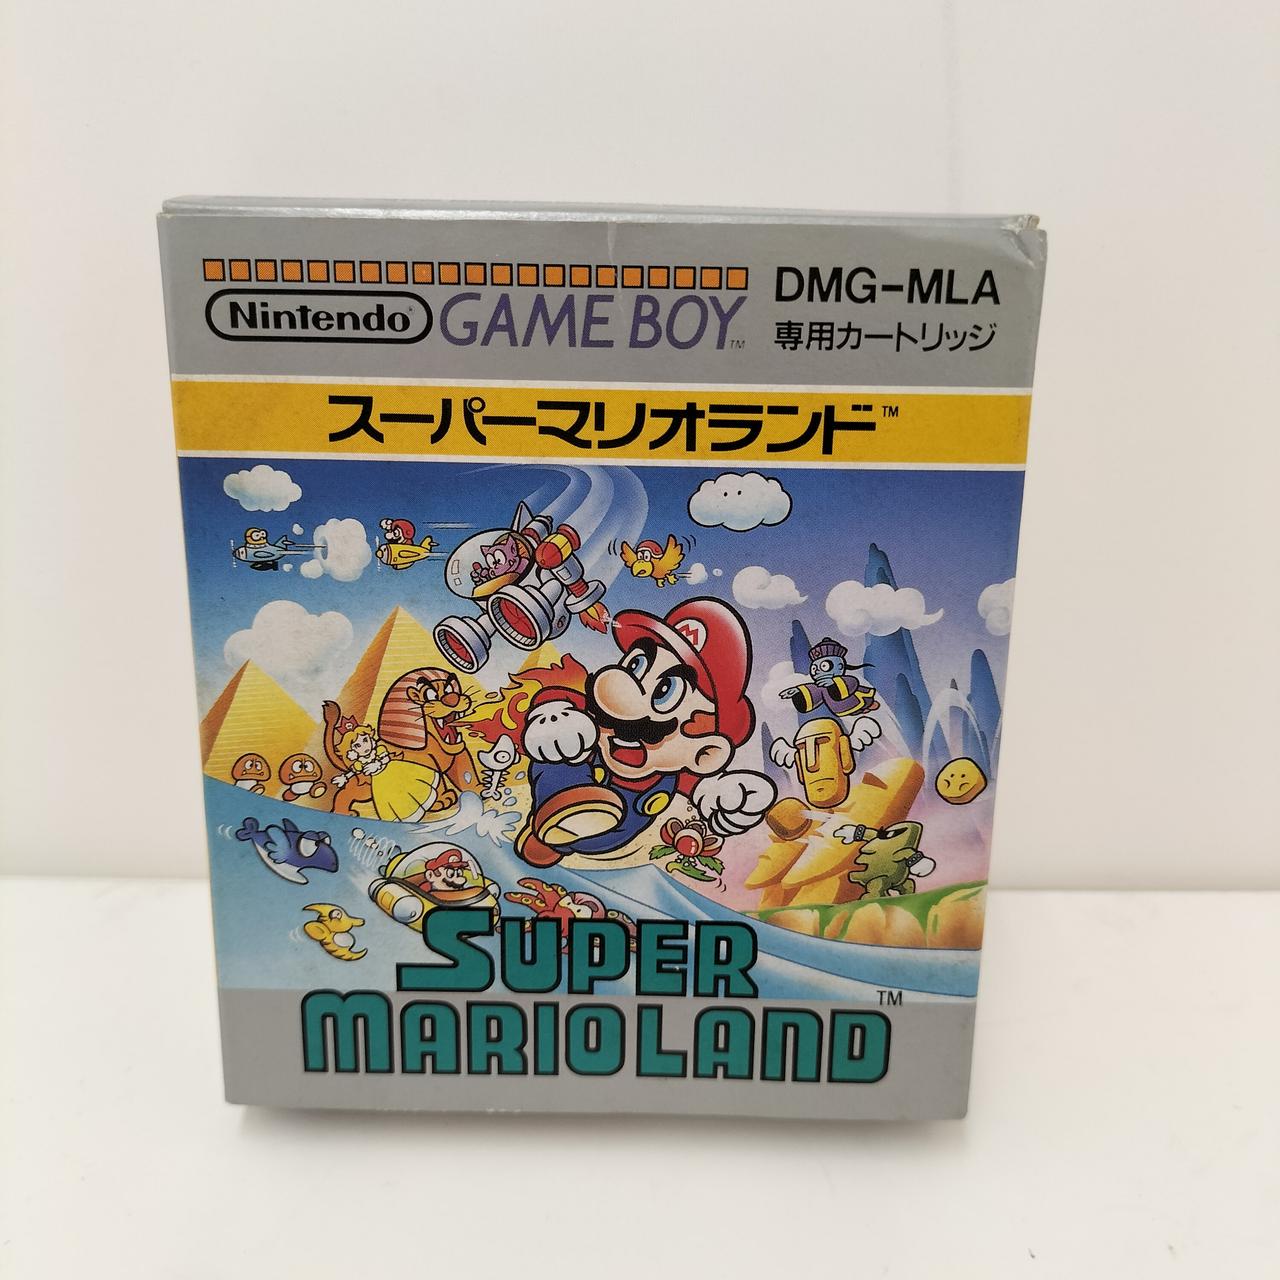 Nintendo GAME BOY™ DMG-MLA
専用カートリッジ
スーパーマリオランド™
M
SUPER
MARIOLAND™